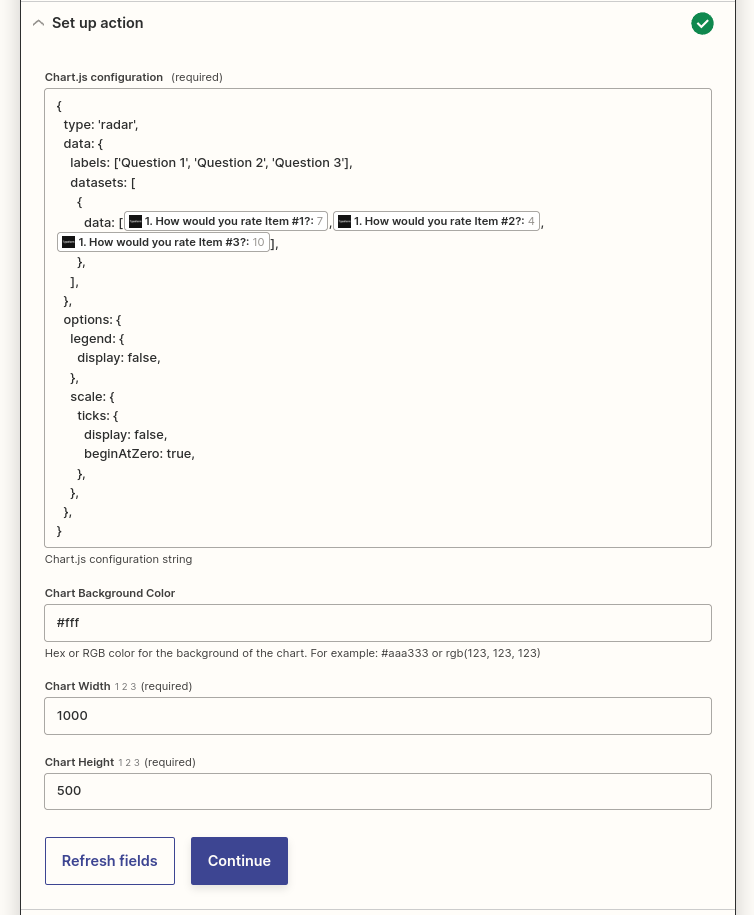 Set up action
Chart.js configuration (required)
{
type: 'radar',
data: {
labels: ['Question 1', 'Question 2', 'Question 3'],
datasets: [
{
data: [ 1. How would you rate Item #1?: 7 , 1. How would you rate Item #2?: 4 ,
1. How would you rate Item #3?: 10 ],
},
],
},
options: {
legend: {
display: false,
},
scale: {
ticks: {
display: false,
beginAtZero: true,
},
},
},
}
Chart.js configuration string
Chart Background Color
#fff
Hex or RGB color for the background of the chart. For example: #aaa333 or rgb(123, 123, 123)
Chart Width 1 2 3 (required)
1000
Chart Height 1 2 3 (required)
500
Refresh fields Continue